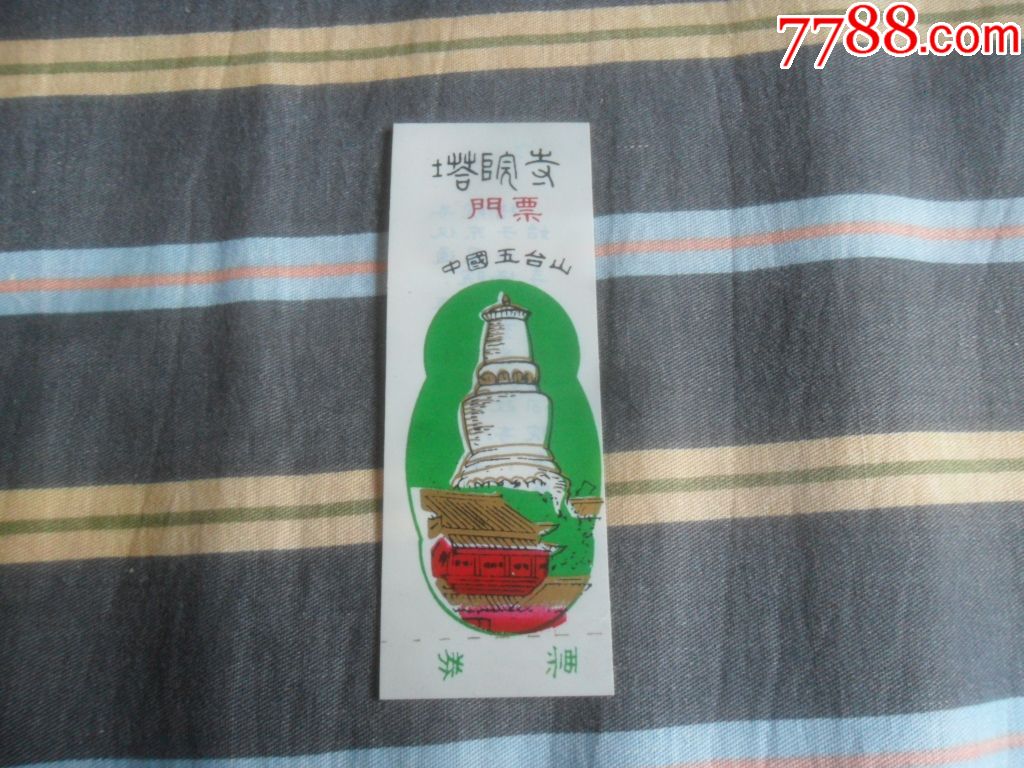 7788.com
塔院寺
門票
中國五台山
券 票